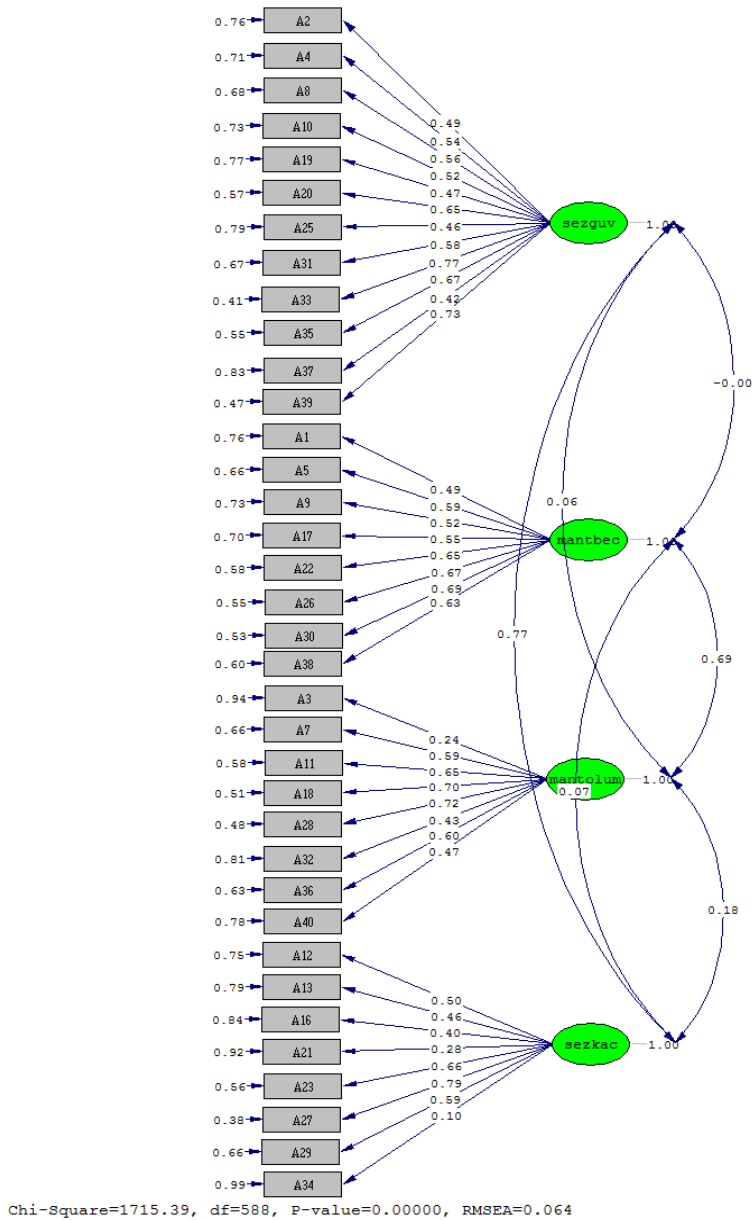 0.76 A2
0.71 A4
0.68 A8
0.73 A10
0.77 A19
0.57 A20
0.79 A25
0.67 A31
0.41 A33
0.55 A35
0.83 A37
0.47 A39
0.76 A1
0.66 A5
0.73 A9
0.70 A17
0.58 A22
0.55 A26
0.53 A30
0.60 A38
0.94 A3
0.66 A7
0.58 A11
0.51 A18
0.48 A28
0.81 A32
0.63 A36
0.78 A40
0.75 A12
0.79 A13
0.84 A16
0.92 A21
0.56 A23
0.38 A27
0.66 A29
0.99 A34
0.49
0.54
0.56
0.52
0.47
0.65
0.46
0.58
0.77
0.67
0.42
0.73
0.49
0.59
0.52
0.55
0.65
0.67
0.69
0.63
0.24
0.59
0.65
0.70
0.72
0.43
0.60
0.47
0.50
0.46
0.40
0.28
0.66
0.79
0.59
0.10
sezguv 1.00
mantbec 1.00
mantolum 1.00
sezkac 1.00
-0.00
0.06
0.77
0.69
0.07
0.18
Chi-Square=1715.39, df=588, P-value=0.00000, RMSEA=0.064